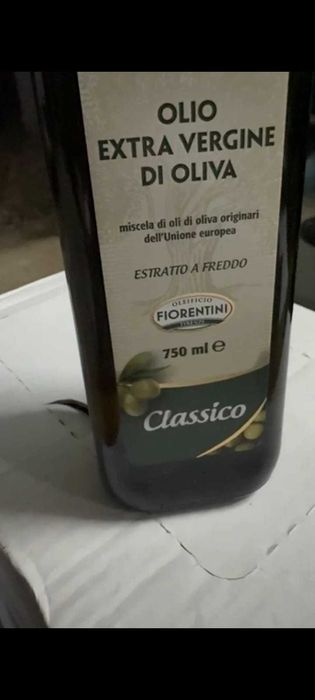 OLIO
EXTRA VERGINE
DI OLIVA
miscela di oli di oliva originari
dell'Unione europea
ESTRATTO A FREDDO
OLEIFICIO
FIORENTINI
FIRENZE
750 ml e
Classico